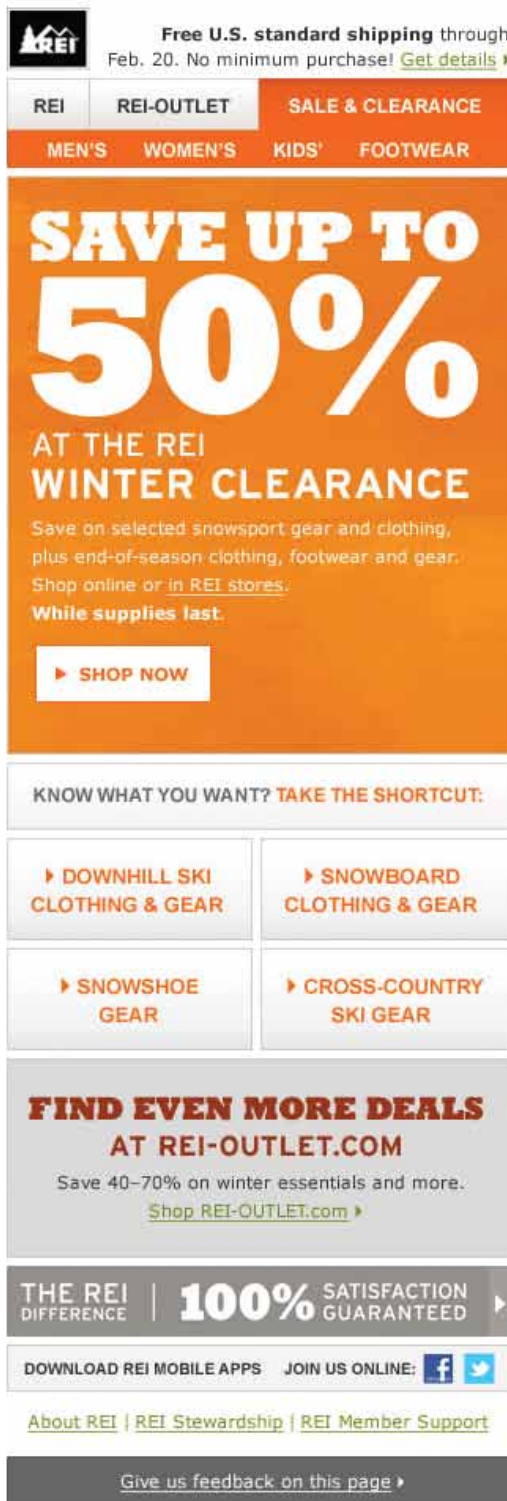 REI
Free U.S. standard shipping through
Feb. 20. No minimum purchase! Get details
REI REI-OUTLET SALE & CLEARANCE
MEN'S WOMEN'S KIDS' FOOTWEAR
SAVE UP TO
50%
AT THE REI
WINTER CLEARANCE
Save on selected snowsport gear and clothing,
plus end-of-season clothing, footwear and gear.
Shop online or in REI stores.
While supplies last.
SHOP NOW
KNOW WHAT YOU WANT? TAKE THE SHORTCUT:
DOWNHILL SKI
CLOTHING & GEAR
SNOWBOARD
CLOTHING & GEAR
SNOWSHOE
GEAR
CROSS-COUNTRY
SKI GEAR
FIND EVEN MORE DEALS
AT REI-OUTLET.COM
Save 40–70% on winter essentials and more.
Shop REI-OUTLET.com
THE REI
DIFFERENCE
100%
SATISFACTION
GUARANTEED
DOWNLOAD REI MOBILE APPS JOIN US ONLINE: f
About REI | REI Stewardship | REI Member Support
Give us feedback on this page